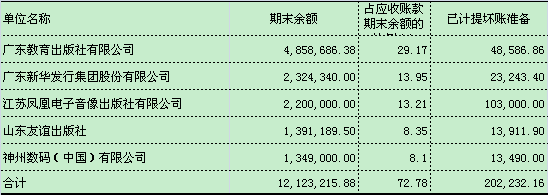 单位名称 期末余额 占应收账款期末余额的 已计提坏账准备
广东教育出版社有限公司 4,858,686.38 29.17 48,586.86
广东新华发行集团股份有限公司 2,324,340.00 13.95 23,243.40
江苏凤凰电子音像出版社有限公司 2,200,000.00 13.21 103,000.00
山东友谊出版社 1,391,189.50 8.35 13,911.90
神州数码（中国）有限公司 1,349,000.00 8.1 13,490.00
合计 12,123,215.88 72.78 202,232.16